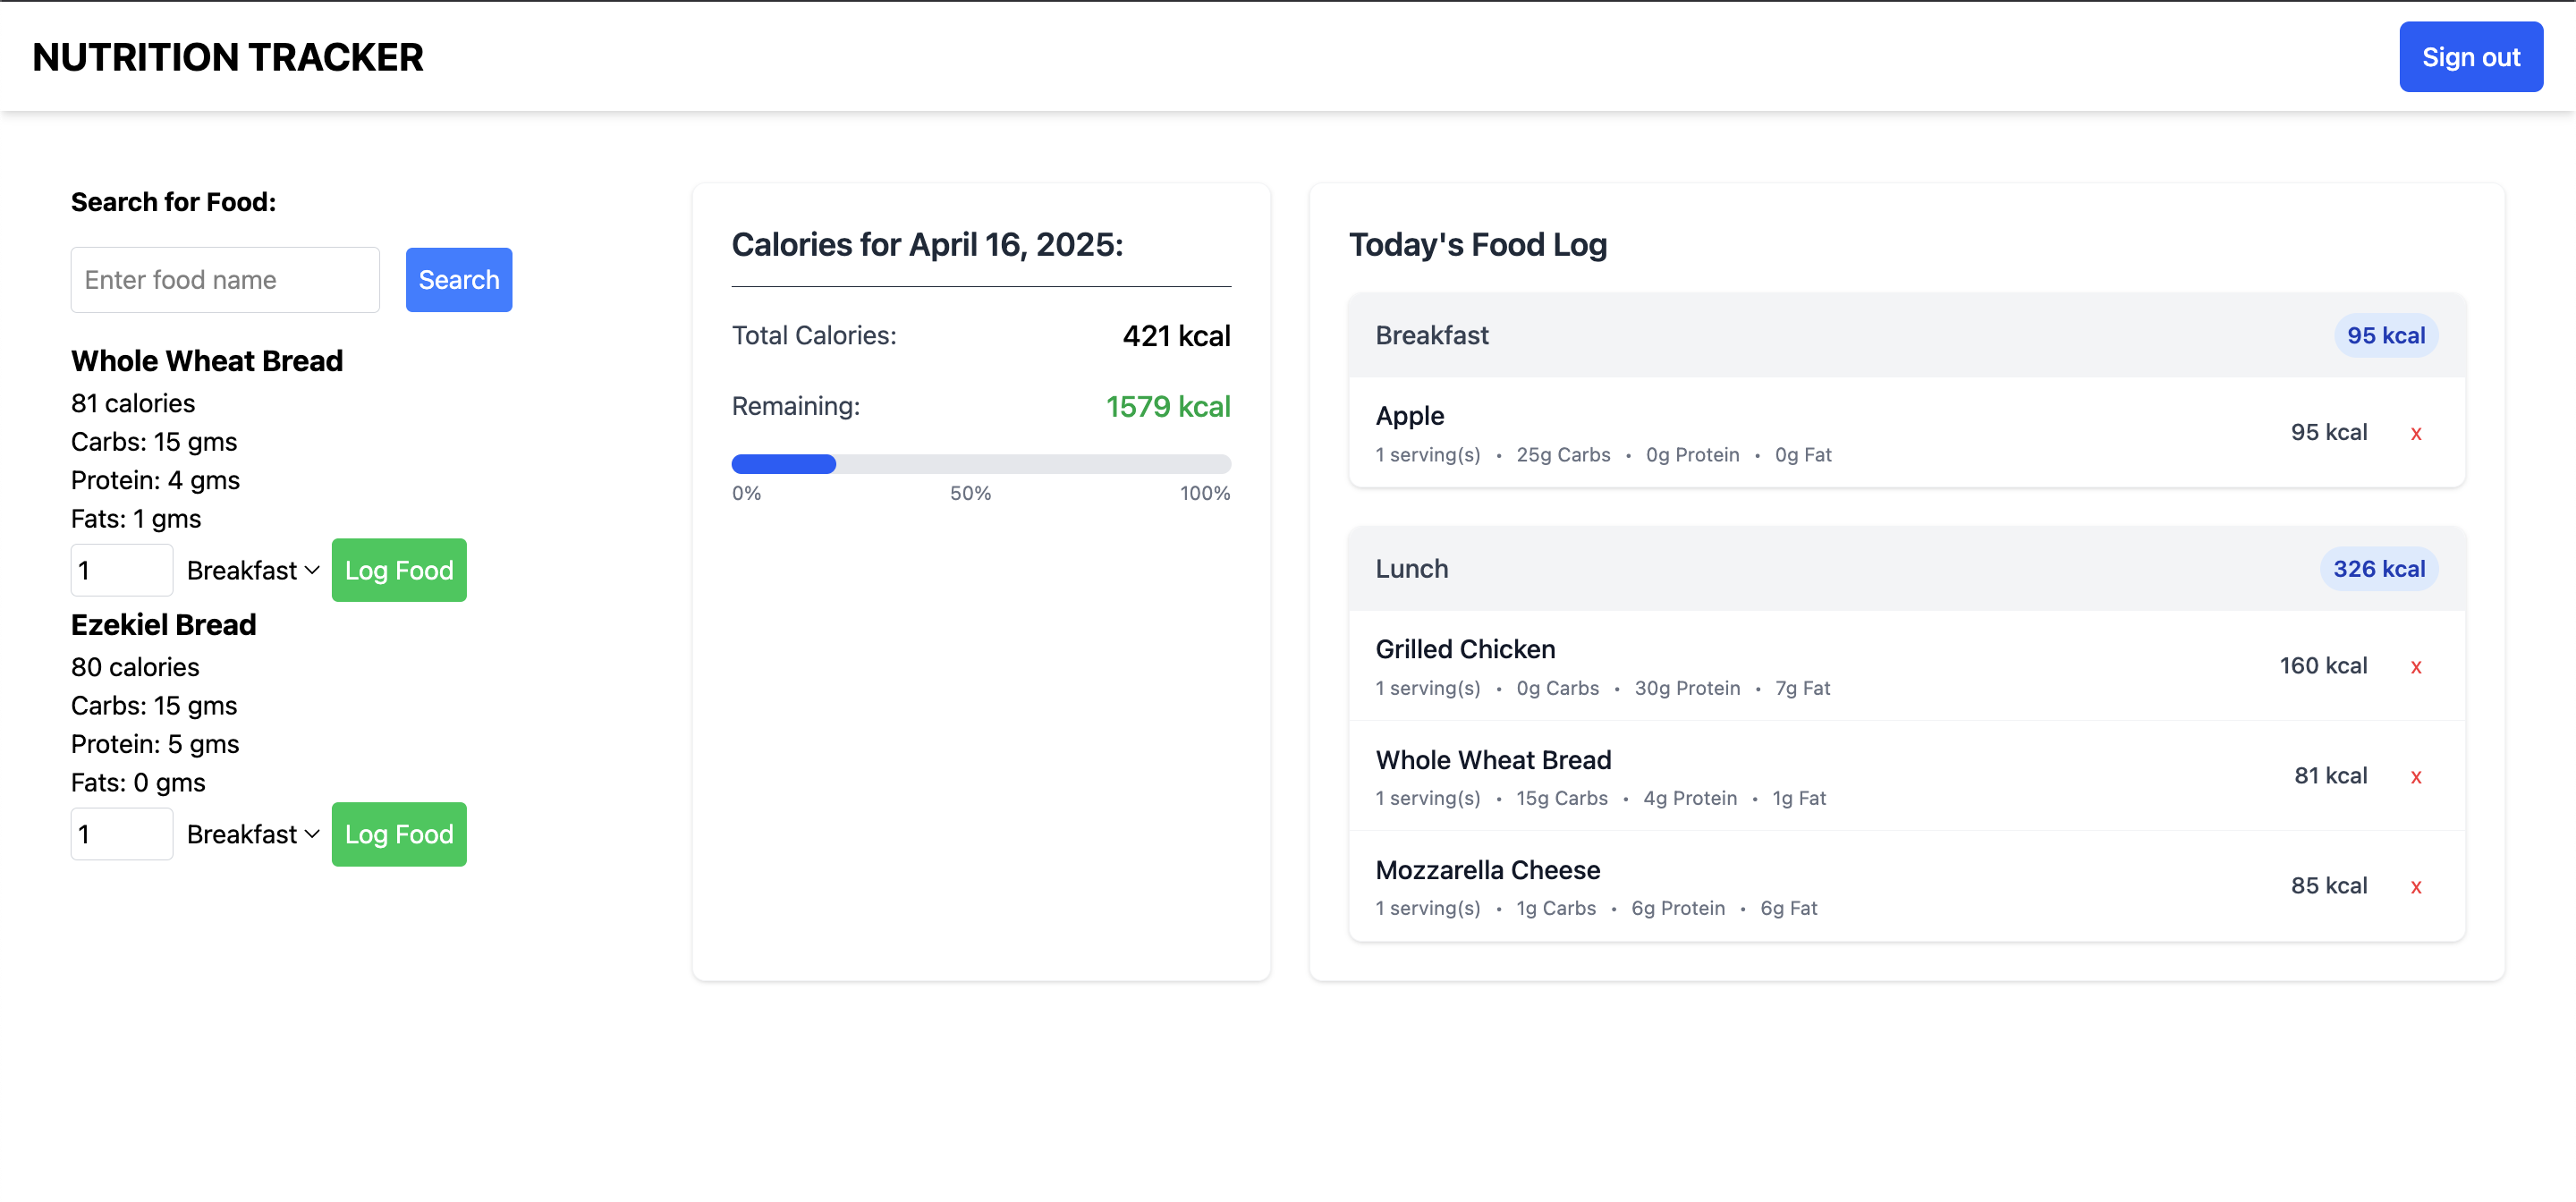 NUTRITION TRACKER
Sign out
Search for Food:
Enter food name
Search
Whole Wheat Bread
81 calories
Carbs: 15 gms
Protein: 4 gms
Fats: 1 gms
1 Breakfast Log Food
Ezekiel Bread
80 calories
Carbs: 15 gms
Protein: 5 gms
Fats: 0 gms
1 Breakfast Log Food
Calories for April 16, 2025:
Total Calories: 421 kcal
Remaining: 1579 kcal
0% 50% 100%
Today's Food Log
Breakfast 95 kcal
Apple
95 kcal x
1 serving(s) • 25g Carbs • 0g Protein • 0g Fat
Lunch 326 kcal
Grilled Chicken
160 kcal x
1 serving(s) • 0g Carbs • 30g Protein • 7g Fat
Whole Wheat Bread
81 kcal x
1 serving(s) • 15g Carbs • 4g Protein • 1g Fat
Mozzarella Cheese
85 kcal x
1 serving(s) • 1g Carbs • 6g Protein • 6g Fat